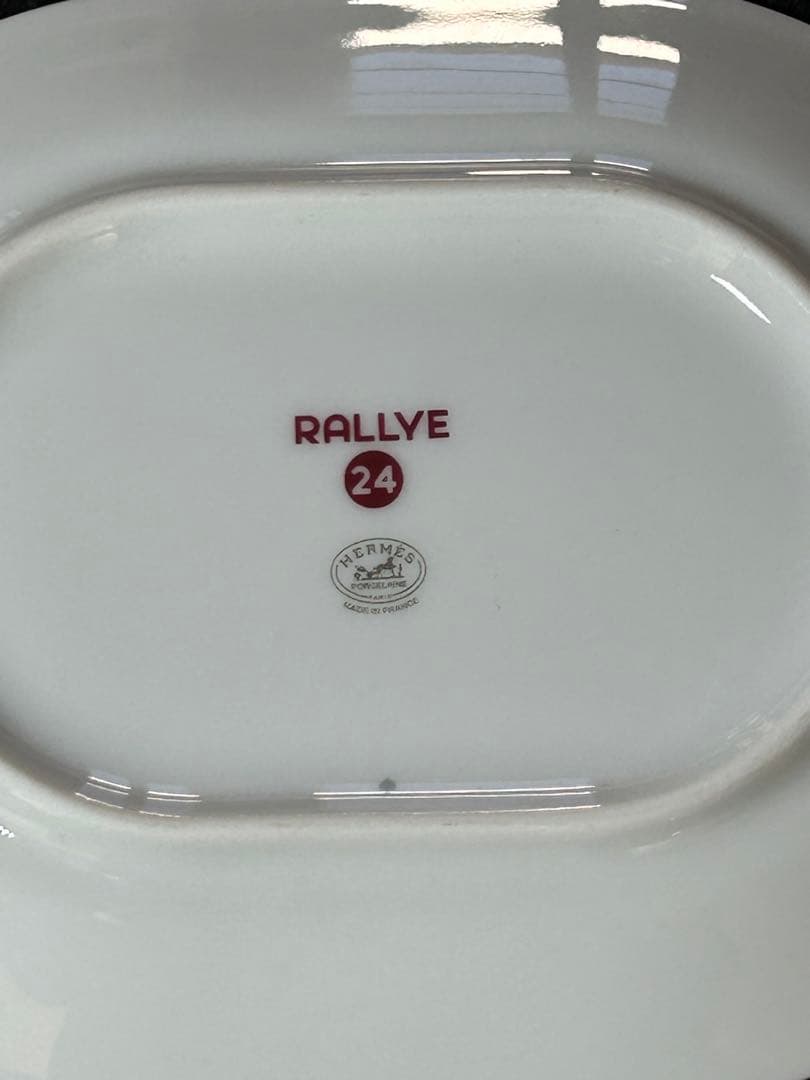 RALLYE
24
HERMÈS
PORCELAINE
PARIS
MADE IN FRANCE